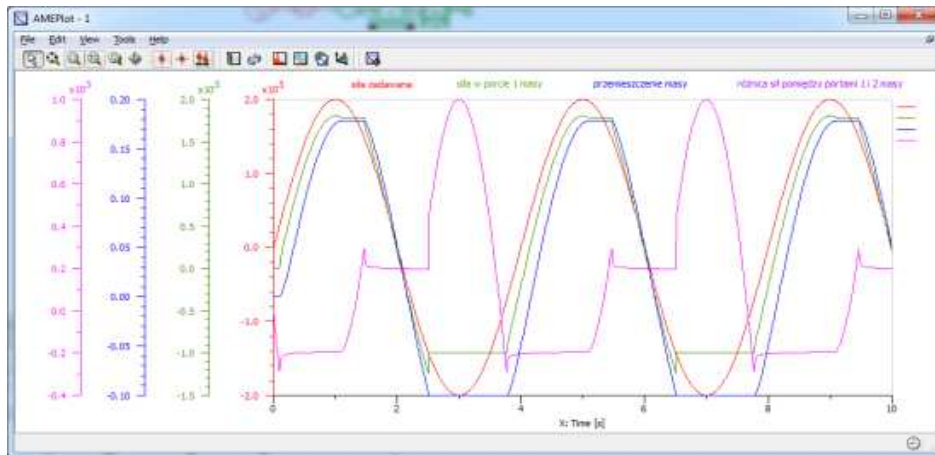 AMEPlot - 1
File Edit View Tools Help
siła zadawana siła w porcie 1 masy przemieszczenie masy różnica sił pomiędzy portami 1 i 2 masy
x10³ x10⁵ x10⁵
1.0 0.20 2.0 2.0
0.8 0.15 1.5
0.6 0.10 1.0 1.0
0.4 0.5
0.2 0.05 0.0 0.0
0.0 0.00 -0.5
-0.2 -0.05 -1.0 -1.0
-0.4 -0.10 -1.5 -2.0
0 2 4 6 8 10
X: Time [s]